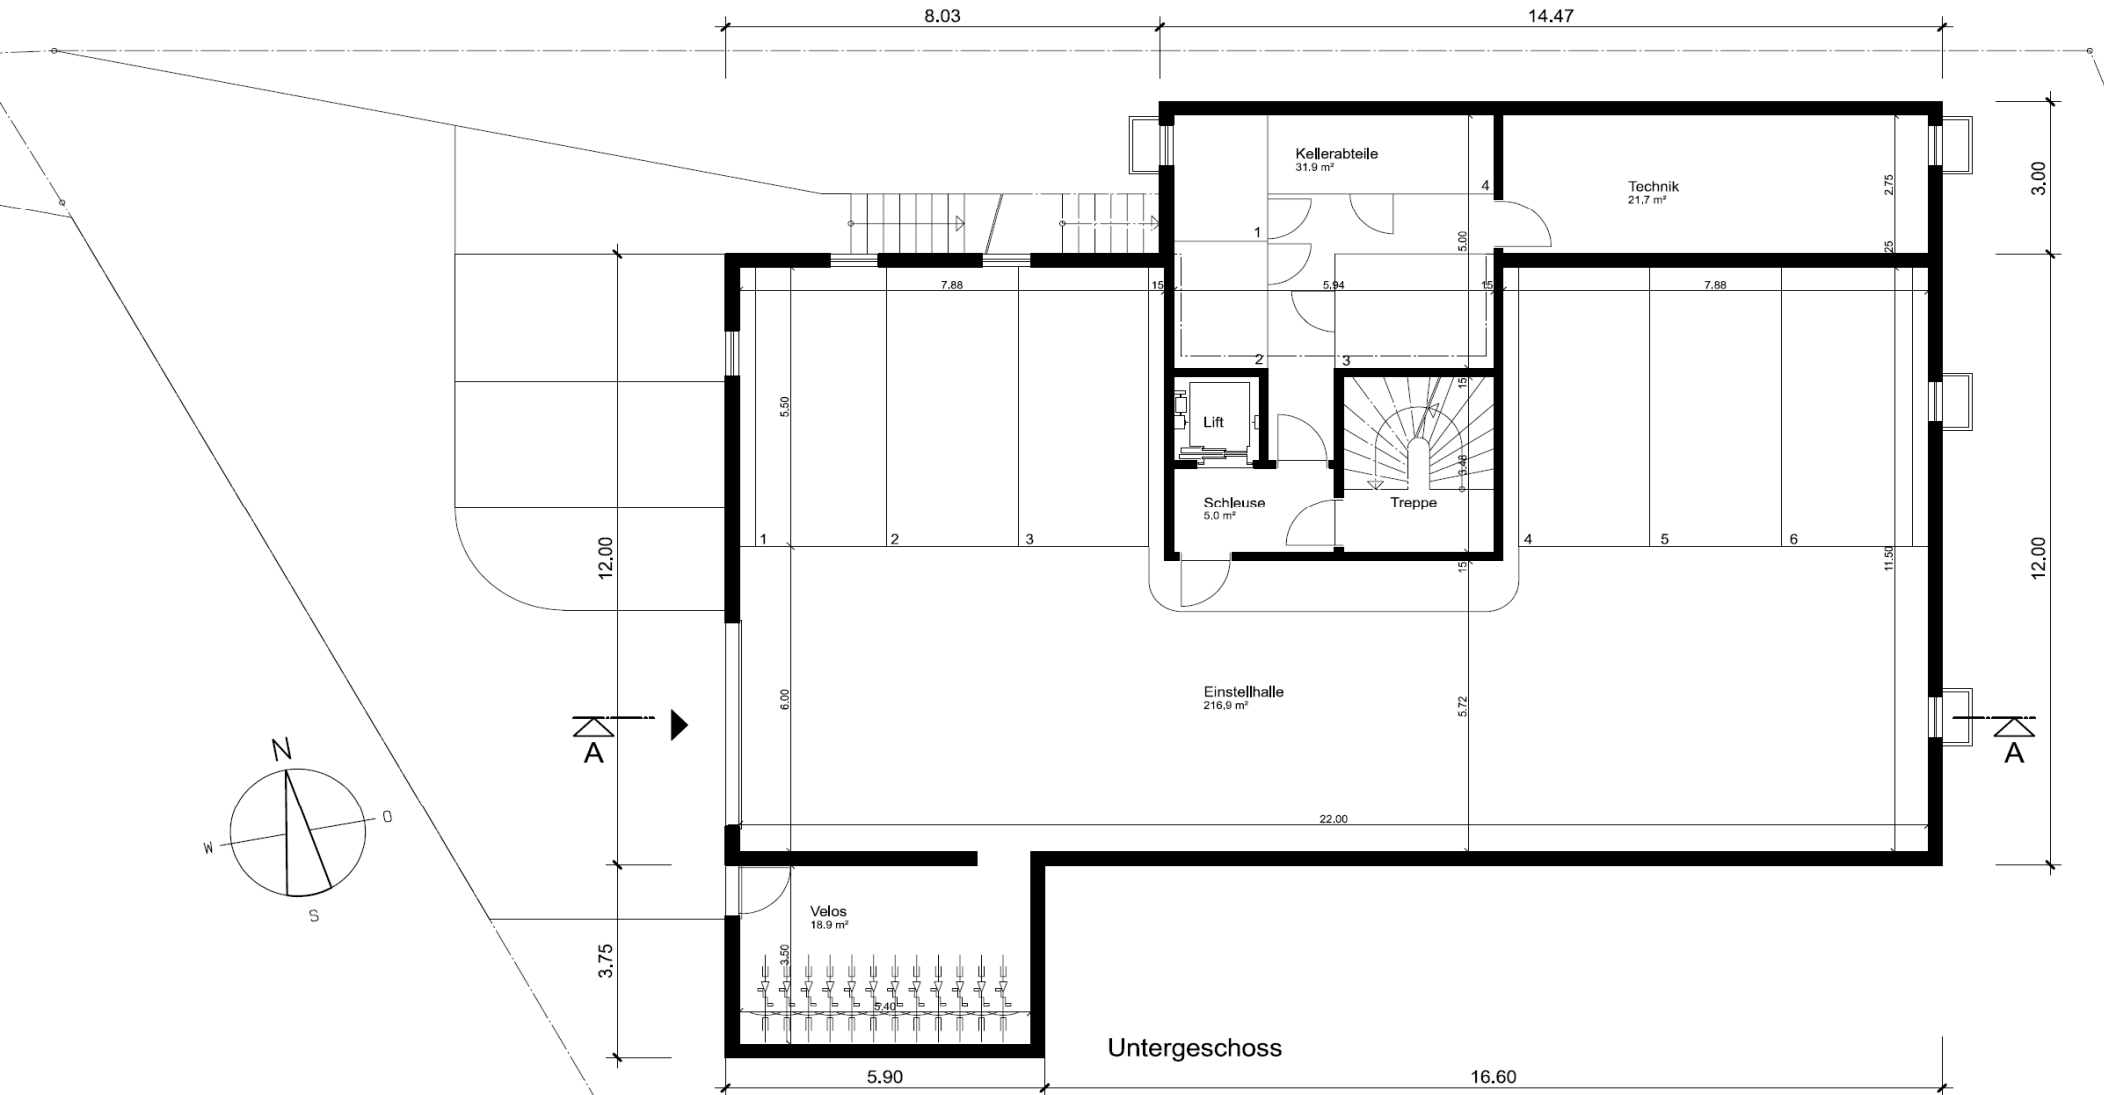 8.03
14.47
Kellerabteile
31.9 m²
4
Technik
21,7 m²
2.75
3.00
1
5.00
25
7.88
15
5,94
15
7.88
2
3
15
5.50
Lift
3.48
Schleuse
5.0 m²
Treppe
1
2
3
4
5
6
12.00
11.50
12.00
15
6.00
Einstellhalle
216,9 m²
5.72
A
A
N
O
W
S
22.00
Velos
18.9 m²
3.50
3.75
5.40
Untergeschoss
5.90
16.60